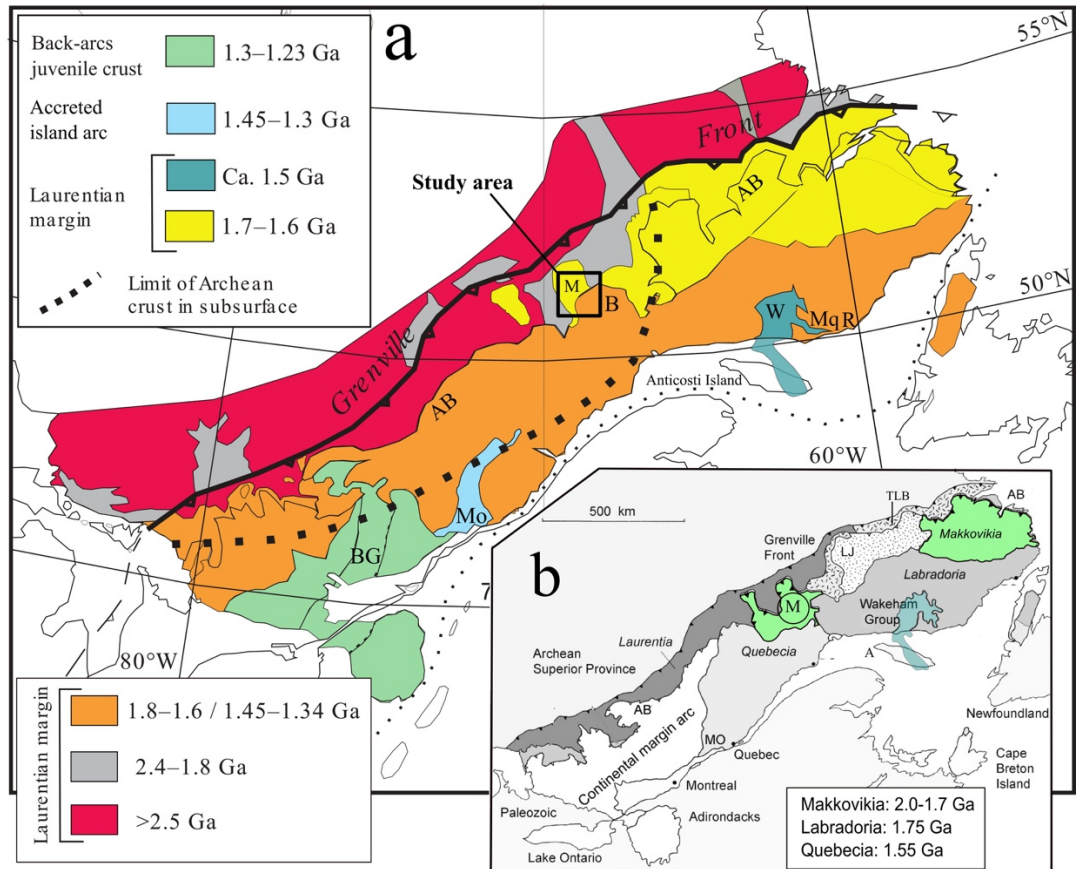 a
Back-arcs
juvenile crust
1.3–1.23 Ga
Accreted
island arc
1.45–1.3 Ga
Laurentian
margin
Ca. 1.5 Ga
1.7–1.6 Ga
Limit of Archean
crust in subsurface
55°N
Front
Study area
AB
M
B
50°N
W
MqR
Grenville
AB
Anticosti Island
60°W
Mo
BG
7
80°W
Laurentian margin
1.8–1.6 / 1.45–1.34 Ga
2.4–1.8 Ga
>2.5 Ga
b
500 km
TLB
AB
Grenville
Front
LJ
Makkovikia
Labradoria
M
Wakeham
Group
Laurentia
Quebecia
A
Archean
Superior Province
AB
Continental margin arc
MO
Quebec
Newfoundland
Montreal
Cape
Breton
Island
Paleozoic
Adirondacks
Lake Ontario
Makkovikia: 2.0-1.7 Ga
Labradoria: 1.75 Ga
Quebecia: 1.55 Ga